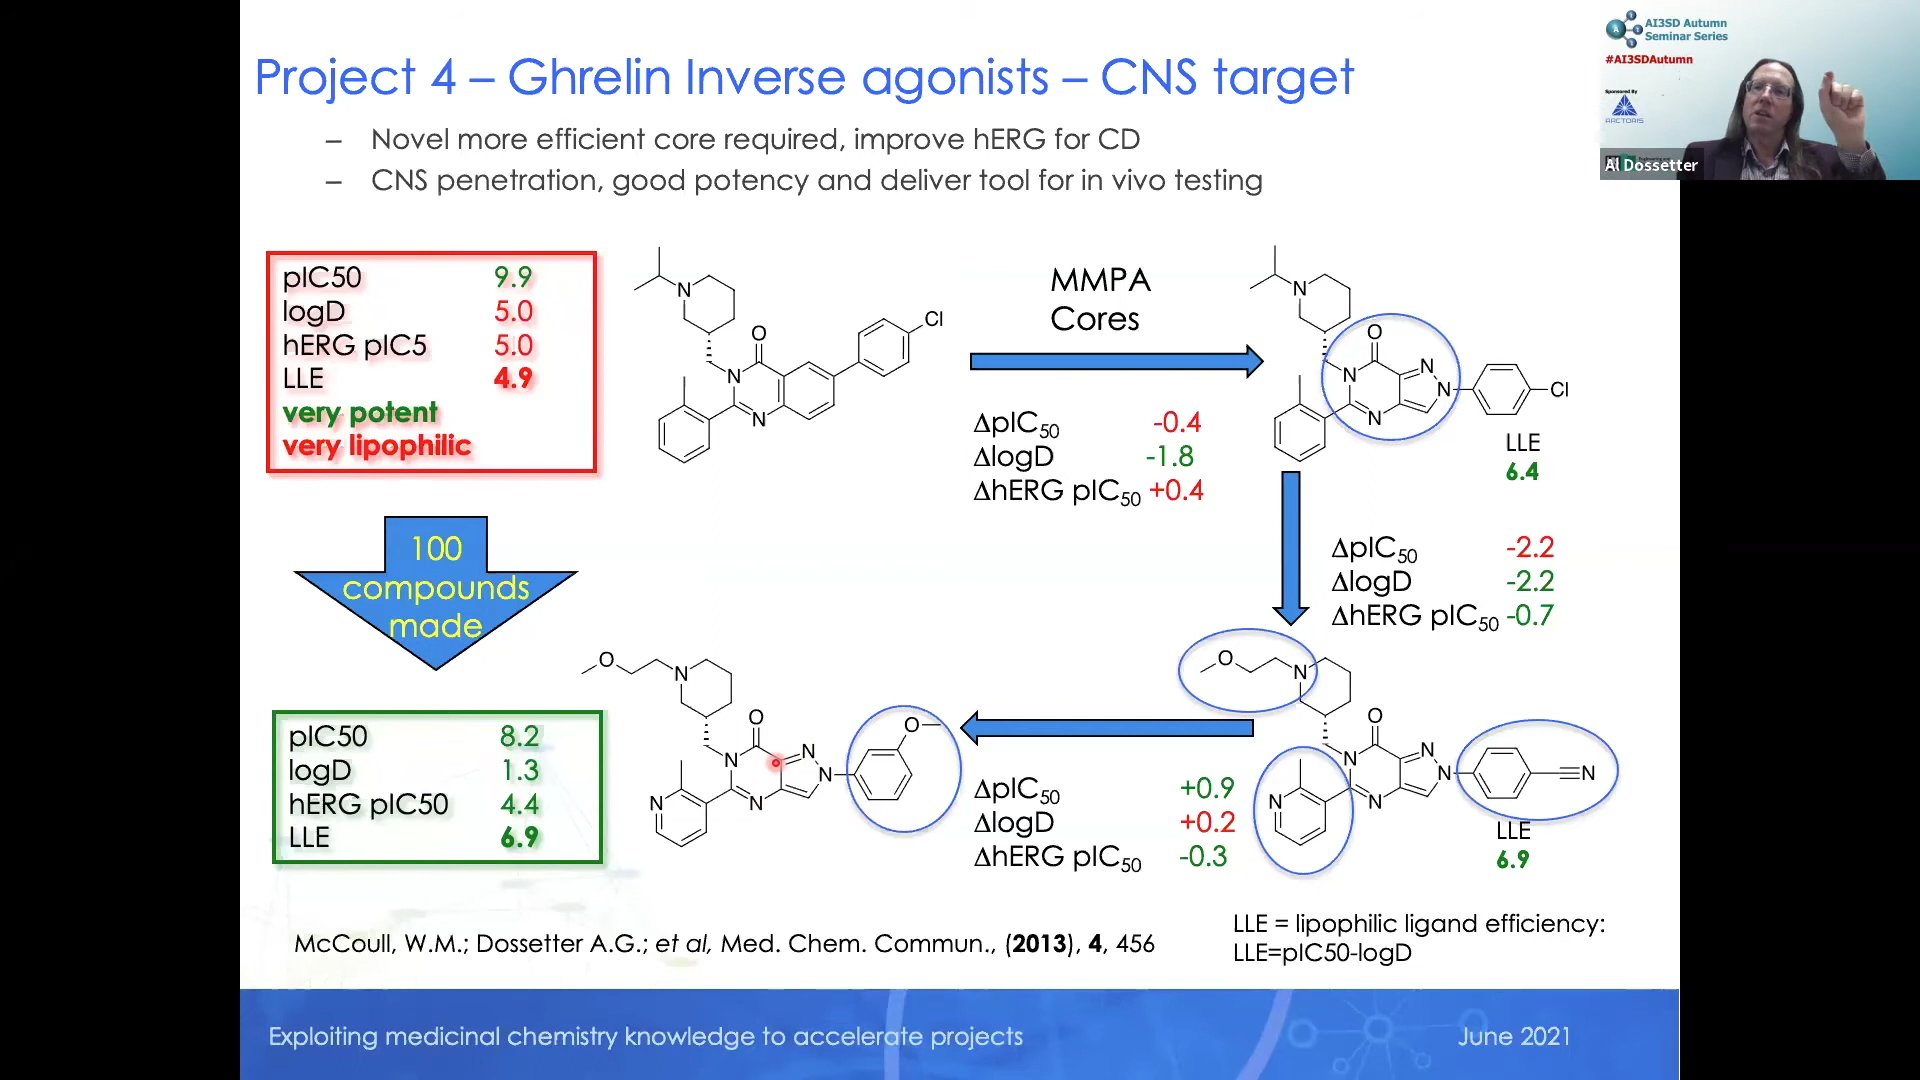 Project 4 – Ghrelin Inverse agonists – CNS target
– Novel more efficient core required, improve hERG for CD
– CNS penetration, good potency and deliver tool for in vivo testing
AI3SD Autumn
Seminar Series
#AI3SDAutumn
Sponsored By
ARCTORIS
Al Dossetter
pIC50 9.9
logD 5.0
hERG pIC5 5.0
LLE 4.9
very potent
very lipophilic
N
O
N
N
Cl
MMPA
Cores
ΔpIC50 -0.4
ΔlogD -1.8
ΔhERG pIC50 +0.4
N
O
N
N
N
N
Cl
LLE
6.4
100
compounds
made
ΔpIC50 -2.2
ΔlogD -2.2
ΔhERG pIC50 -0.7
pIC50 8.2
logD 1.3
hERG pIC50 4.4
LLE 6.9
O
N
O
O
N
N
N
N
N
ΔpIC50 +0.9
ΔlogD +0.2
ΔhERG pIC50 -0.3
O
N
O
N
N
N
N
N
N
LLE
6.9
McCoull, W.M.; Dossetter A.G.; et al, Med. Chem. Commun., (2013), 4, 456
LLE = lipophilic ligand efficiency:
LLE=pIC50-logD
Exploiting medicinal chemistry knowledge to accelerate projects
June 2021